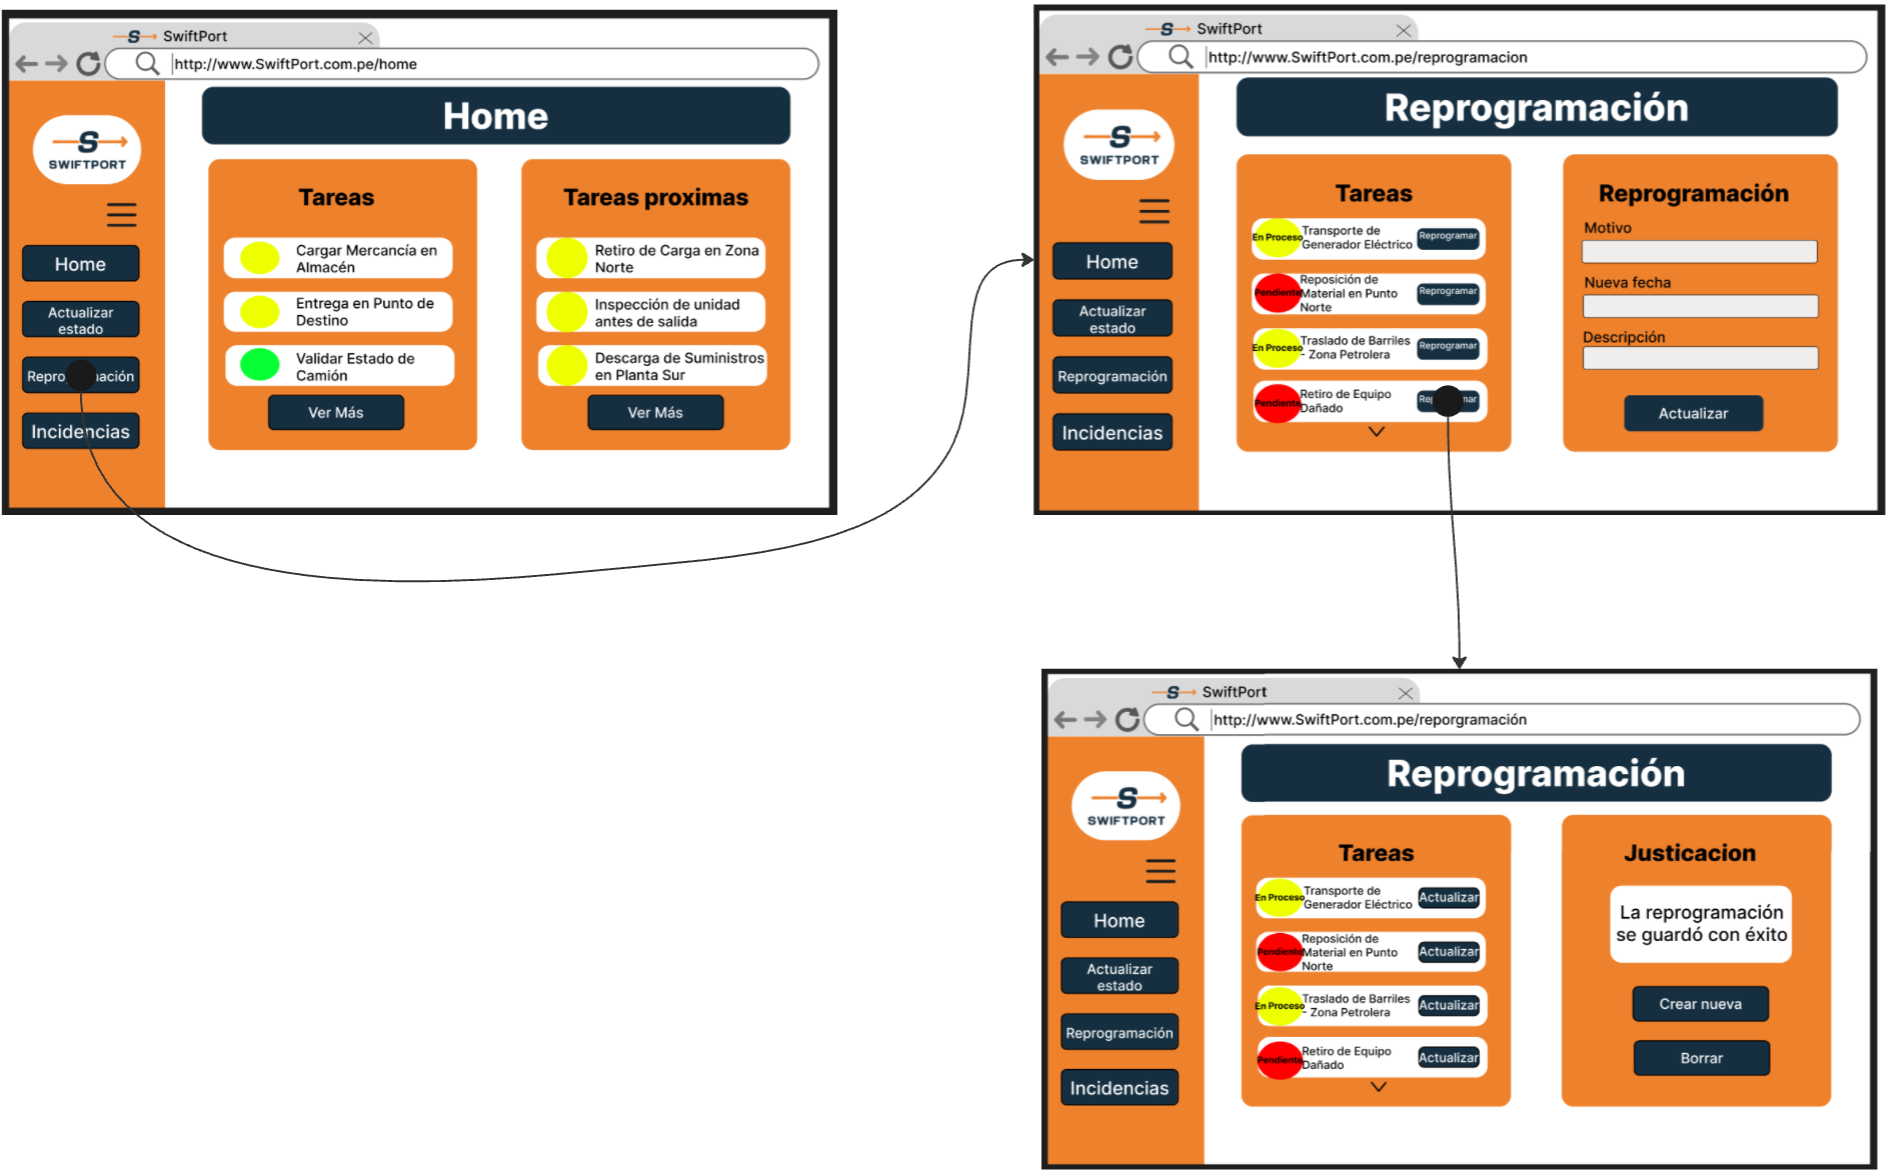 SwiftPort
http://www.SwiftPort.com.pe/home
S
SWIFTPORT
Home
Actualizar
estado
Incidencias
Home
Tareas
Cargar Mercancía en
Almacén
Entrega en Punto de
Destino
Validar Estado de
Camión
Ver Más
Tareas proximas
Retiro de Carga en Zona
Norte
Inspección de unidad
antes de salida
Descarga de Suministros
en Planta Sur
Ver Más
SwiftPort
http://www.SwiftPort.com.pe/reprogramacion
S
SWIFTPORT
Home
Actualizar
estado
Reprogramación
Incidencias
Reprogramación
Tareas
En Proceso
Transporte de
Generador Eléctrico
Reprogramar
Pendiente
Reposición de
Material en Punto
Norte
Reprogramar
En Proceso
Traslado de Barriles
- Zona Petrolera
Reprogramar
Pendiente
Retiro de Equipo
Dañado
Reprogramación
Motivo
Nueva fecha
Descripción
Actualizar
SwiftPort
http://www.SwiftPort.com.pe/reporgramación
S
SWIFTPORT
Home
Actualizar
estado
Reprogramación
Incidencias
Reprogramación
Tareas
En Proceso
Transporte de
Generador Eléctrico
Actualizar
Pendiente
Reposición de
Material en Punto
Norte
Actualizar
En Proceso
Traslado de Barriles
- Zona Petrolera
Actualizar
Pendiente
Retiro de Equipo
Dañado
Actualizar
Justicacion
La reprogramación
se guardó con éxito
Crear nueva
Borrar